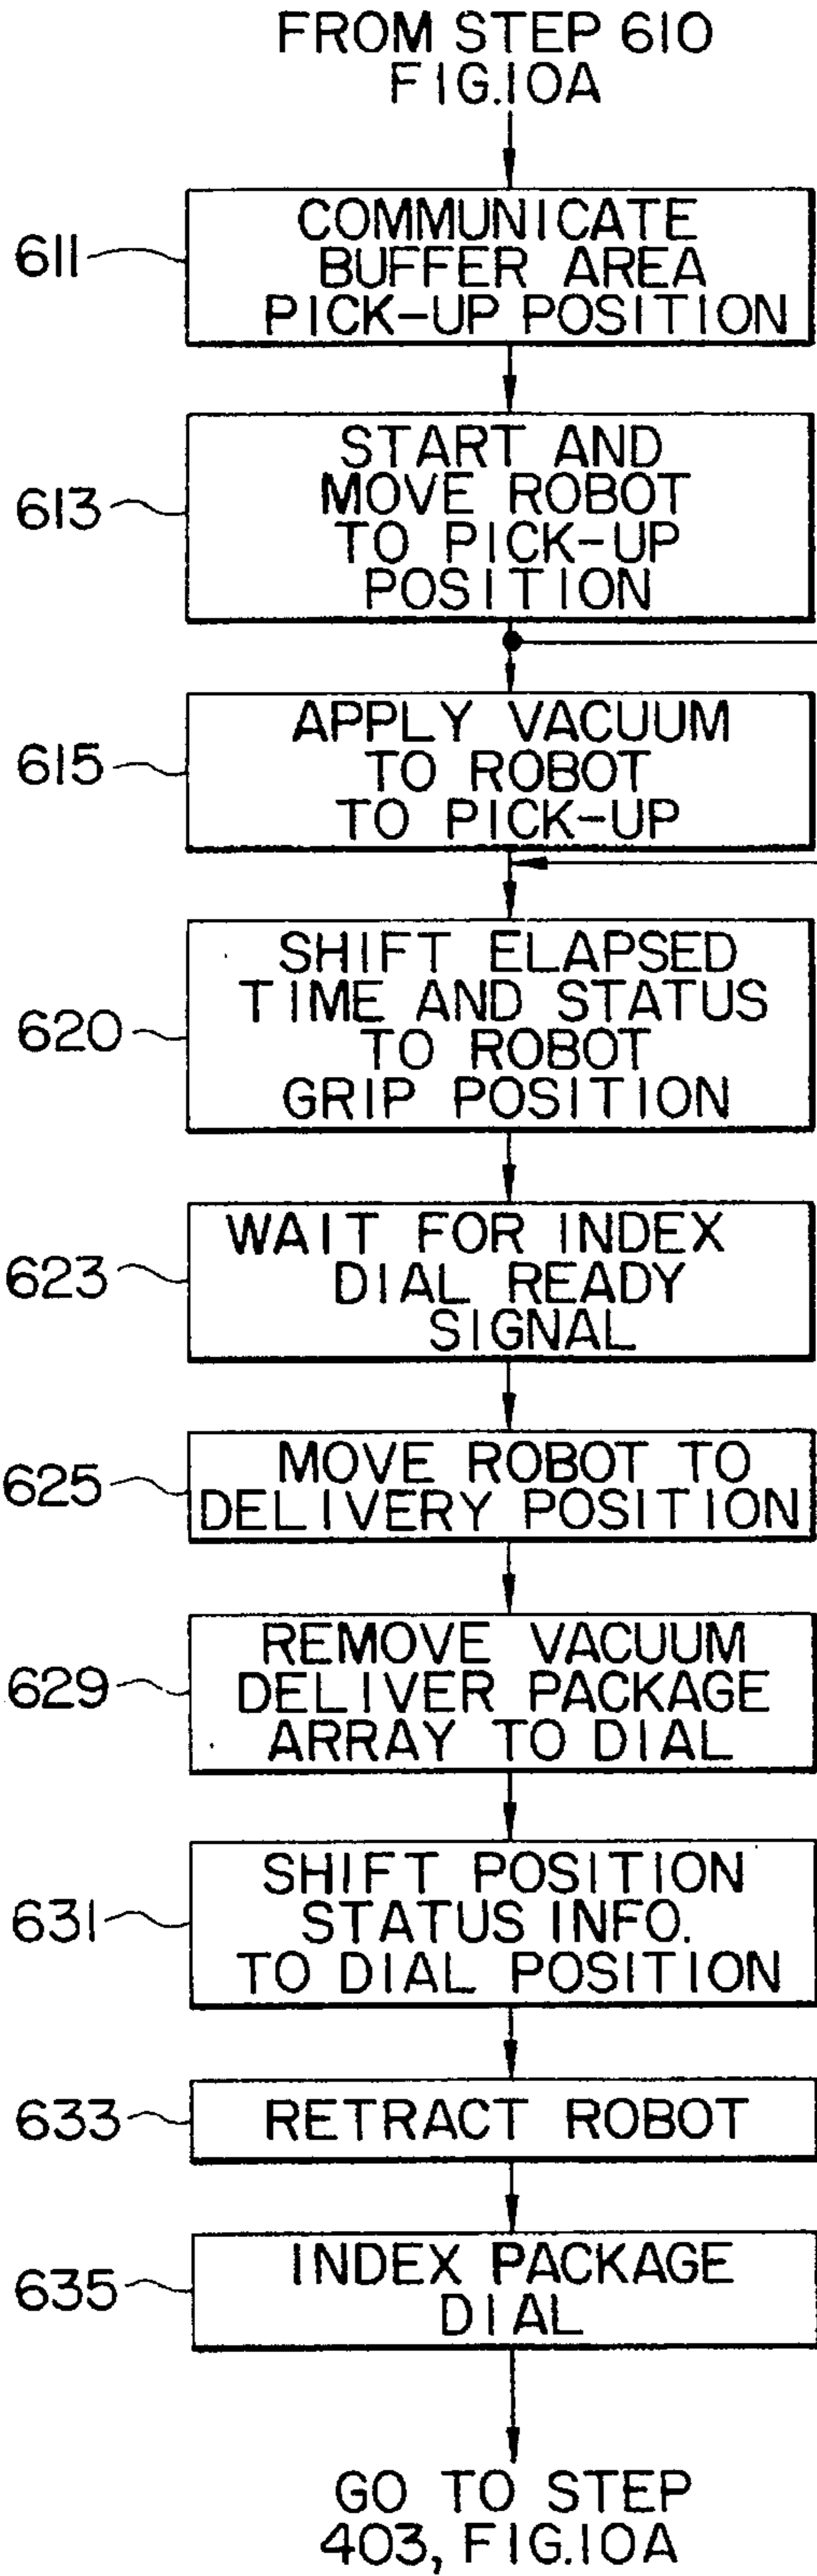 FROM STEP 610
FIG.10A
COMMUNICATE
BUFFER AREA
PICK-UP POSITION
611
START AND
MOVE ROBOT
TO PICK-UP
POSITION
613
APPLY VACUUM
TO ROBOT
TO PICK-UP
615
SHIFT ELAPSED
TIME AND STATUS
TO ROBOT
GRIP POSITION
620
WAIT FOR INDEX
DIAL READY
SIGNAL
623
MOVE ROBOT TO
DELIVERY POSITION
625
REMOVE VACUUM
DELIVER PACKAGE
ARRAY TO DIAL
629
SHIFT POSITION
STATUS INFO.
TO DIAL POSITION
631
RETRACT ROBOT
633
INDEX PACKAGE
DIAL
635
GO TO STEP
403, FIG.10A